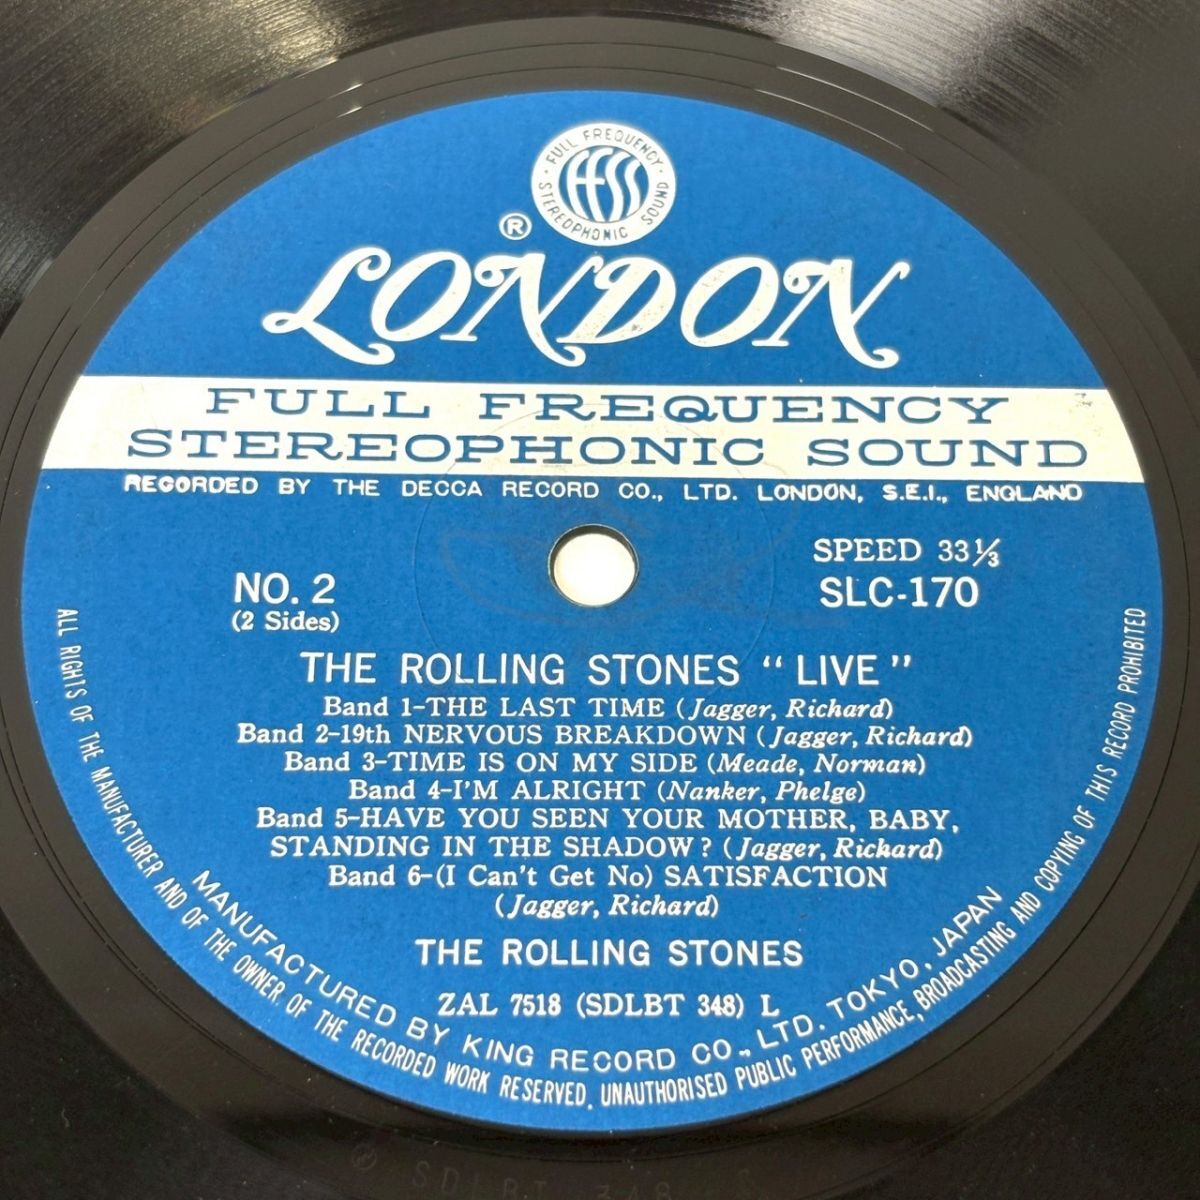 FULL FREQUENCY
ffss
STEREOPHONIC SOUND
®
LONDON
FULL FREQUENCY
STEREOPHONIC SOUND
RECORDED BY THE DECCA RECORD CO., LTD. LONDON, S.E.I., ENGLAND
SPEED 33⅓
NO. 2
SLC-170
(2 Sides)
THE ROLLING STONES “LIVE”
Band 1-THE LAST TIME (Jagger, Richard)
Band 2-19th NERVOUS BREAKDOWN (Jagger, Richard)
Band 3-TIME IS ON MY SIDE (Meade, Norman)
Band 4-I'M ALRIGHT (Nanker, Phelge)
Band 5-HAVE YOU SEEN YOUR MOTHER, BABY,
STANDING IN THE SHADOW? (Jagger, Richard)
Band 6-(I Can't Get No) SATISFACTION
(Jagger, Richard)
THE ROLLING STONES
ZAL 7518 (SDLBT 348) L
MANUFACTURED BY KING RECORD CO., LTD. TOKYO, JAPAN
ALL RIGHTS OF THE MANUFACTURER AND OF THE OWNER OF THE RECORDED WORK RESERVED. UNAUTHORISED PUBLIC PERFORMANCE, BROADCASTING AND COPYING OF THIS RECORD PROHIBITED
SDLBT 348